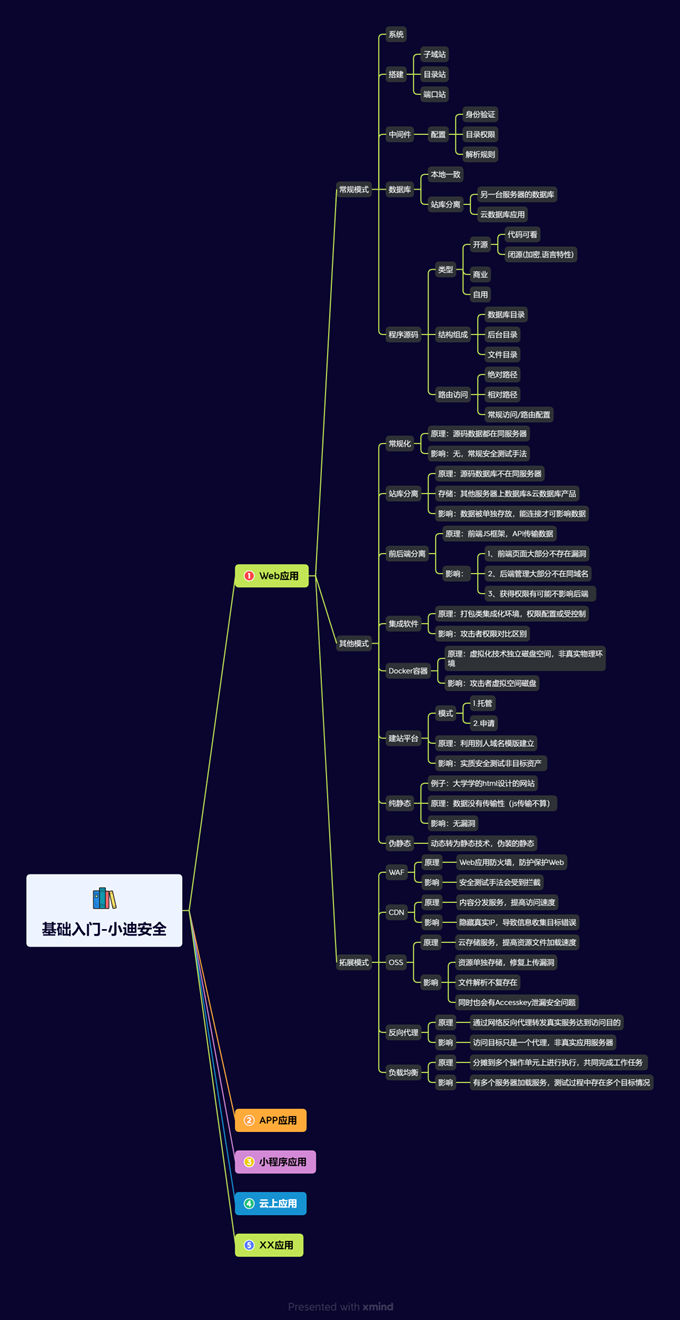 基础入门-小迪安全
1 Web应用
常规模式
系统
搭建
子域站
目录站
端口站
中间件
配置
身份验证
目录权限
解析规则
数据库
本地一致
站库分离
另一台服务器的数据库
云数据库应用
程序源码
类型
开源
代码可看
闭源(加密,语言特性)
商业
自用
结构组成
数据库目录
后台目录
文件目录
路由访问
绝对路径
相对路径
常规访问/路由配置
其他模式
常规化
原理：源码数据都在同服务器
影响：无，常规安全测试手法
站库分离
原理：源码数据库不在同服务器
存储：其他服务器上数据库&云数据库产品
影响：数据被单独存放，能连接才可影响数据
前后端分离
原理：前端JS框架，API传输数据
影响：
1、前端页面大部分不存在漏洞
2、后端管理大部分不在同域名
3、获得权限有可能不影响后端
集成软件
原理：打包类集成化环境，权限配置或受控制
影响：攻击者权限对比区别
Docker容器
原理：虚拟化技术独立磁盘空间，非真实物理环
境
影响：攻击者虚拟空间磁盘
建站平台
模式
1.托管
2.申请
原理：利用别人域名模版建立
影响：实质安全测试非目标资产
纯静态
例子：大学学的html设计的网站
原理：数据没有传输性（js传输不算）
影响：无漏洞
伪静态
动态转为静态技术，伪装的静态
拓展模式
WAF
原理
Web应用防火墙，防护保护Web
影响
安全测试手法会受到拦截
CDN
原理
内容分发服务，提高访问速度
影响
隐藏真实IP，导致信息收集目标错误
OSS
原理
云存储服务，提高资源文件加载速度
影响
资源单独存储，修复上传漏洞
文件解析不复存在
同时也会有Accesskey泄漏安全问题
反向代理
原理
通过网络反向代理转发真实服务达到访问目的
影响
访问目标只是一个代理，非真实应用服务器
负载均衡
原理
分摊到多个操作单元上进行执行，共同完成工作任务
影响
有多个服务器加载服务，测试过程中存在多个目标情况
2 APP应用
3 小程序应用
4 云上应用
5 XX应用
Presented with xmind